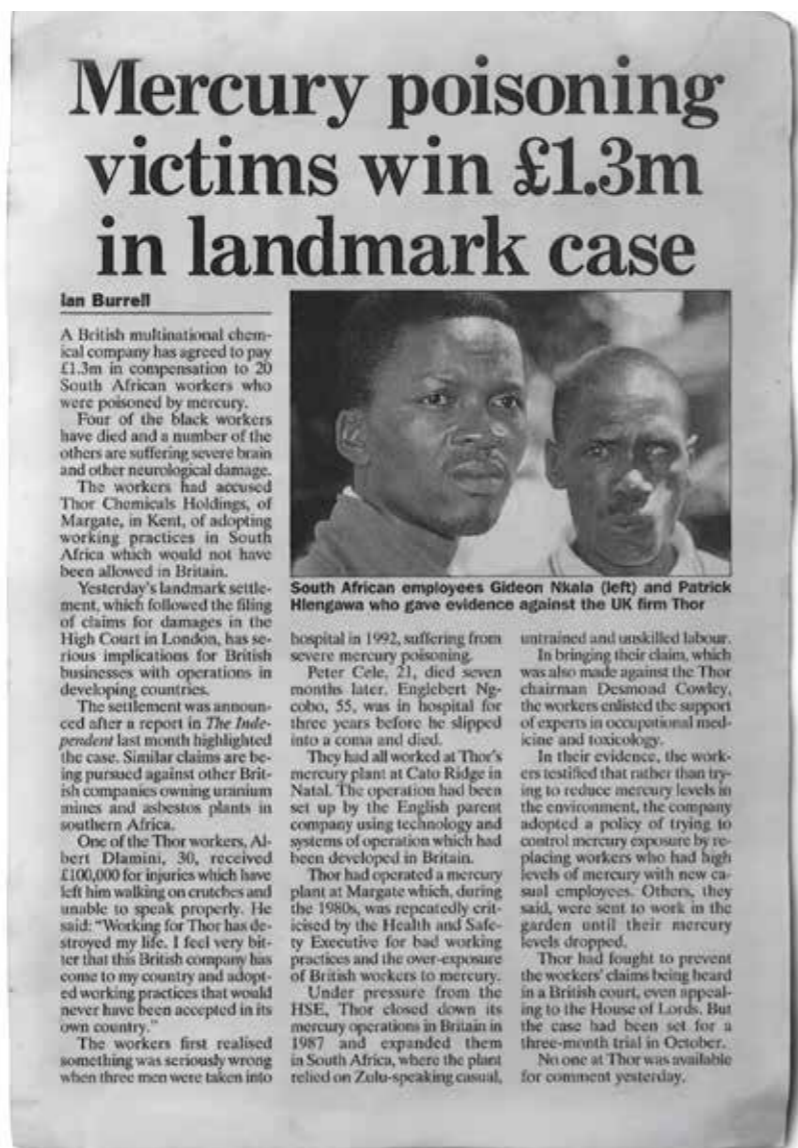 Mercury poisoning
victims win £1.3m
in landmark case
Ian Burrell
A British multinational chem-
ical company has agreed to pay
£1.3m in compensation to 20
South African workers who
were poisoned by mercury.
Four of the black workers
have died and a number of the
others are suffering severe brain
and other neurological damage.
The workers had accused
Thor Chemicals Holdings, of
Margate, in Kent, of adopting
working practices in South
Africa which would not have
been allowed in Britain.
Yesterday's landmark settle-
ment, which followed the filing
of claims for damages in the
High Court in London, has se-
rious implications for British
businesses with operations in
developing countries.
The settlement was announ-
ced after a report in The Inde-
pendent last month highlighted
the case. Similar claims are be-
ing pursued against other Brit-
ish companies owning uranium
mines and asbestos plants in
southern Africa.
One of the Thor workers, Al-
bert Dlamini, 30, received
£100,000 for injuries which have
left him walking on crutches and
unable to speak properly. He
said: "Working for Thor has de-
stroyed my life. I feel very bit-
ter that this British company has
come to my country and adopt-
ed working practices that would
never have been accepted in its
own country."
The workers first realised
something was seriously wrong
when three men were taken into
South African employees Gideon Nkala (left) and Patrick
Hlengawa who gave evidence against the UK firm Thor
hospital in 1992, suffering from
severe mercury poisoning.
Peter Cele, 21, died seven
months later. Englebert Ng-
cobo, 55, was in hospital for
three years before he slipped
into a coma and died.
They had all worked at Thor's
mercury plant at Cato Ridge in
Natal. The operation had been
set up by the English parent
company using technology and
systems of operation which had
been developed in Britain.
Thor had operated a mercury
plant at Margate which, during
the 1980s, was repeatedly crit-
icised by the Health and Safe-
ty Executive for bad working
practices and the over-exposure
of British workers to mercury.
Under pressure from the
HSE, Thor closed down its
mercury operations in Britain in
1987 and expanded them
in South Africa, where the plant
relied on Zulu-speaking casual,
untrained and unskilled labour.
In bringing their claim, which
was also made against the Thor
chairman Desmond Cowley,
the workers enlisted the support
of experts in occupational med-
icine and toxicology.
In their evidence, the work-
ers testified that rather than try-
ing to reduce mercury levels in
the environment, the company
adopted a policy of trying to
control mercury exposure by re-
placing workers who had high
levels of mercury with new ca-
sual employees. Others, they
said, were sent to work in the
garden until their mercury
levels dropped.
Thor had fought to prevent
the workers' claims being heard
in a British court, even appeal-
ing to the House of Lords. But
the case had been set for a
three-month trial in October.
No one at Thor was available
for comment yesterday.